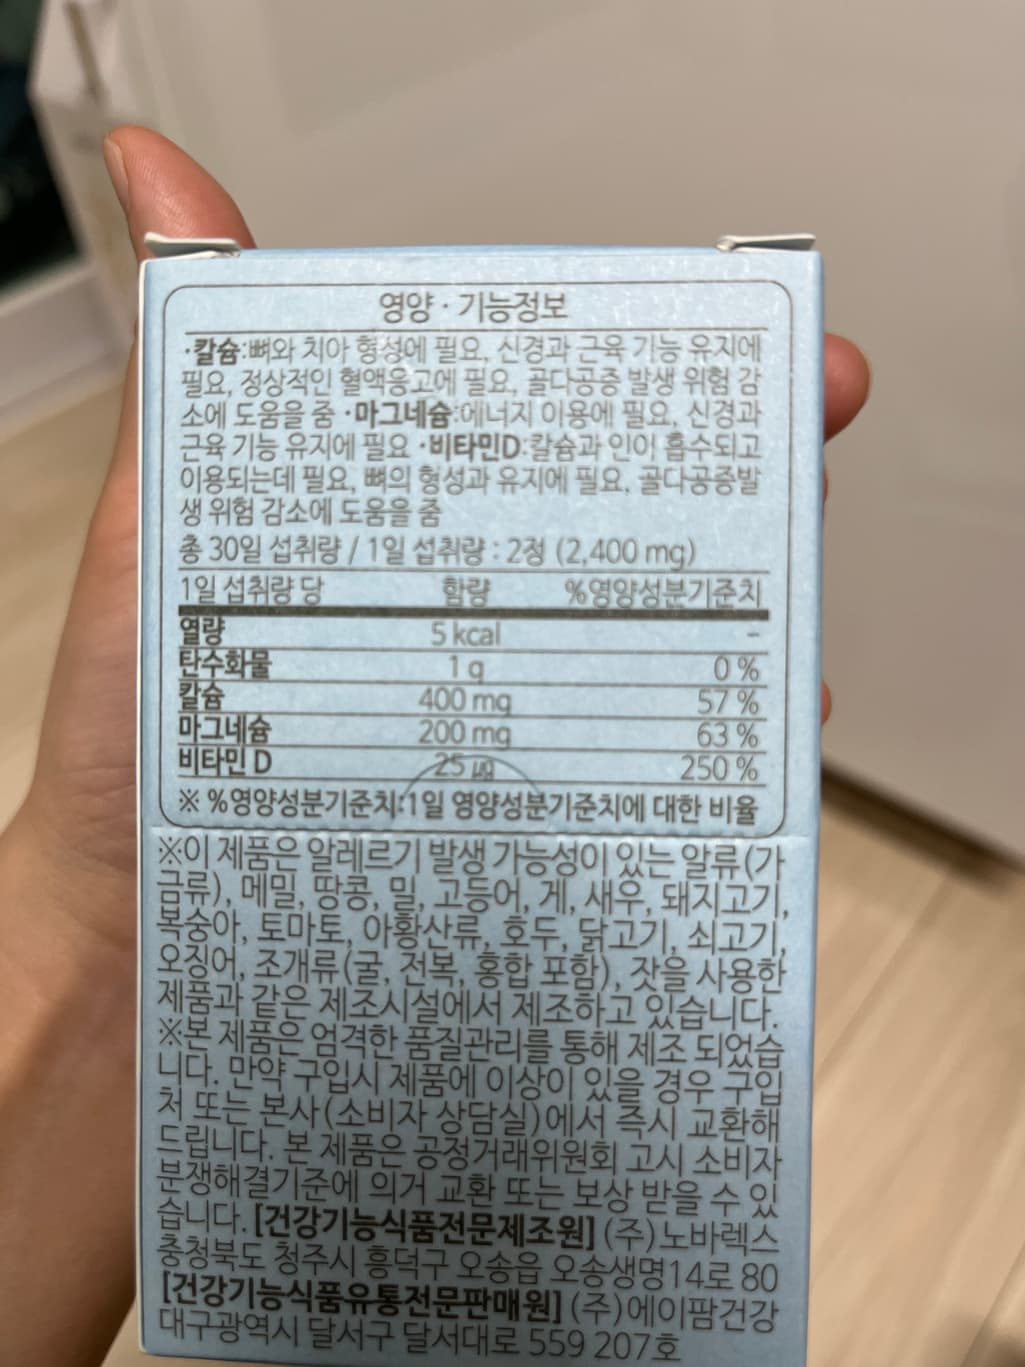 영양 · 기능정보
·칼슘:뼈와 치아 형성에 필요, 신경과 근육 기능 유지에
필요, 정상적인 혈액응고에 필요, 골다공증 발생 위험 감
소에 도움을 줌 ·마그네슘:에너지 이용에 필요, 신경과
근육 기능 유지에 필요 ·비타민D:칼슘과 인이 흡수되고
이용되는데 필요, 뼈의 형성과 유지에 필요, 골다공증발
생 위험 감소에 도움을 줌
총 30일 섭취량 / 1일 섭취량 : 2정 (2,400 mg)
1일 섭취량 당 함량 %영양성분기준치
열량 5 kcal –
탄수화물 1 g 0 %
칼슘 400 mg 57 %
마그네슘 200 mg 63 %
비타민 D 25 µg 250 %
※ %영양성분기준치:1일 영양성분기준치에 대한 비율
※이 제품은 알레르기 발생 가능성이 있는 알류(가
금류), 메밀, 땅콩, 밀, 고등어, 게, 새우, 돼지고기,
복숭아, 토마토, 아황산류, 호두, 닭고기, 쇠고기,
오징어, 조개류(굴, 전복, 홍합 포함), 잣을 사용한
제품과 같은 제조시설에서 제조하고 있습니다.
※본 제품은 엄격한 품질관리를 통해 제조 되었습
니다. 만약 구입시 제품에 이상이 있을 경우 구입
처 또는 본사(소비자 상담실)에서 즉시 교환해
드립니다. 본 제품은 공정거래위원회 고시 소비자
분쟁해결기준에 의거 교환 또는 보상 받을 수 있
습니다. [건강기능식품전문제조원] (주)노바렉스
충청북도 청주시 흥덕구 오송읍 오송생명14로 80
[건강기능식품유통전문판매원] (주)에이팜건강
대구광역시 달서구 달서대로 559 207호